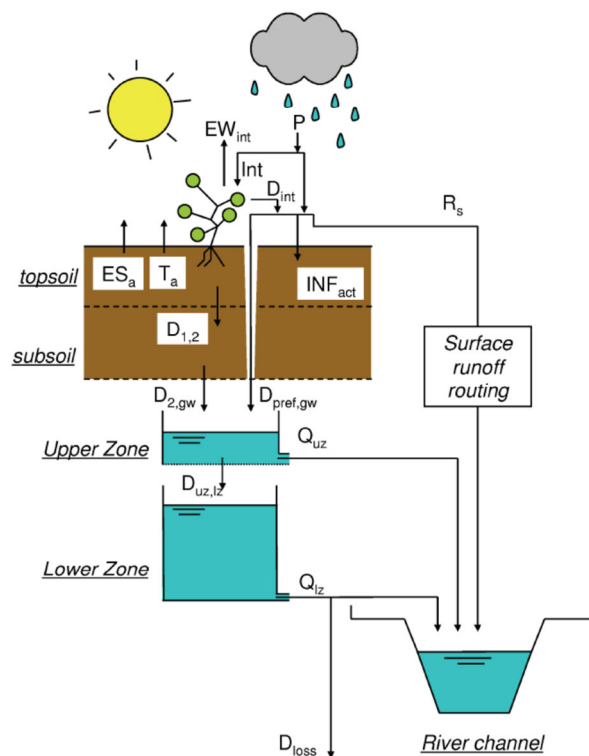 P
EWint
Int
Dint
Rs
topsoil
ESa
Ta
INFact
D1,2
subsoil
Surface
runoff
routing
D2,gw
Dpref,gw
Upper Zone
Quz
Duz,lz
Lower Zone
Qlz
Dloss
River channel